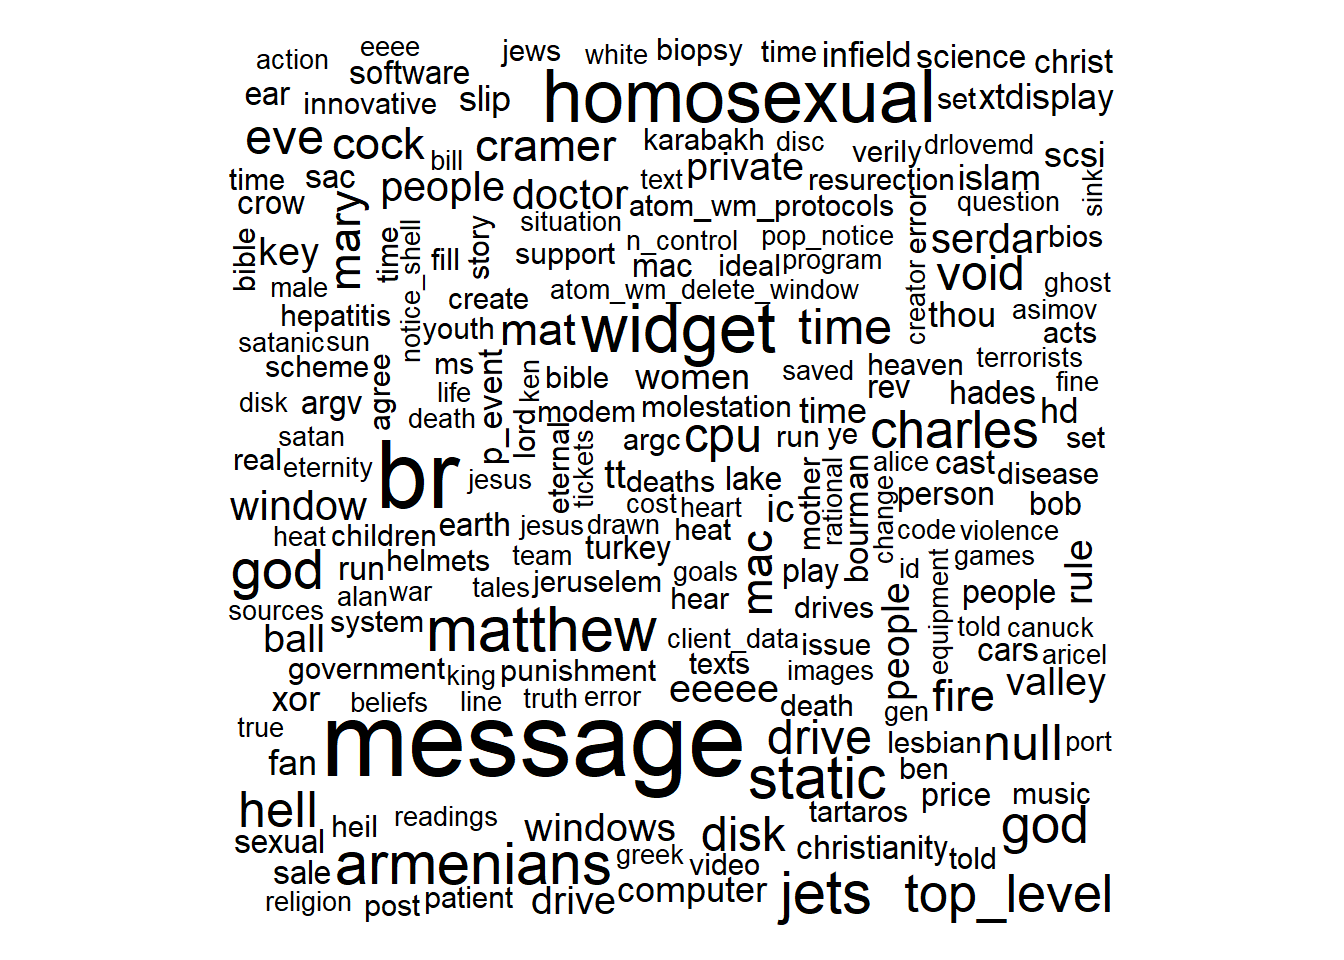 action eeee jews white biopsy time infield science christ
software
ear innovative slip homosexual set xtdisplay
eve cock bill cramer karabakh disc verily drlovemd scsi
time sac people doctor text private resurection islam sink
crow mary atom_wm_protocols question
bible key time notice_shell fill story situation support n_control pop_notice creator error serdar bios
male mac ideal program void ghost
hepatitis create atom_wm_delete_window thou asimov
satanic sun youth mat widget time acts
scheme agree ms p_event lord ken bible women saved heaven terrorists
disk argv life modem molestation time rev hades fine
satan death argc cpu run ye charles hd set
real eternity br jesus eternal tickets tt deaths lake mother rational bourman alice cast disease
window earth jesus drawn cost heart ic change person bob
heat children heat code violence
god run helmets team turkey goals mac play id games rule
sources alan war tales jeruselem hear drives people equipment people
ball system matthew client_data issue told canuck
government king punishment texts images cars aricel
xor beliefs line truth error eeeee death gen fire valley
true message drive lesbian null port
fan static ben
hell readings tartaros price music
sexual heil windows disk christianity god
sale armenians greek video told
religion post patient drive computer jets top_level